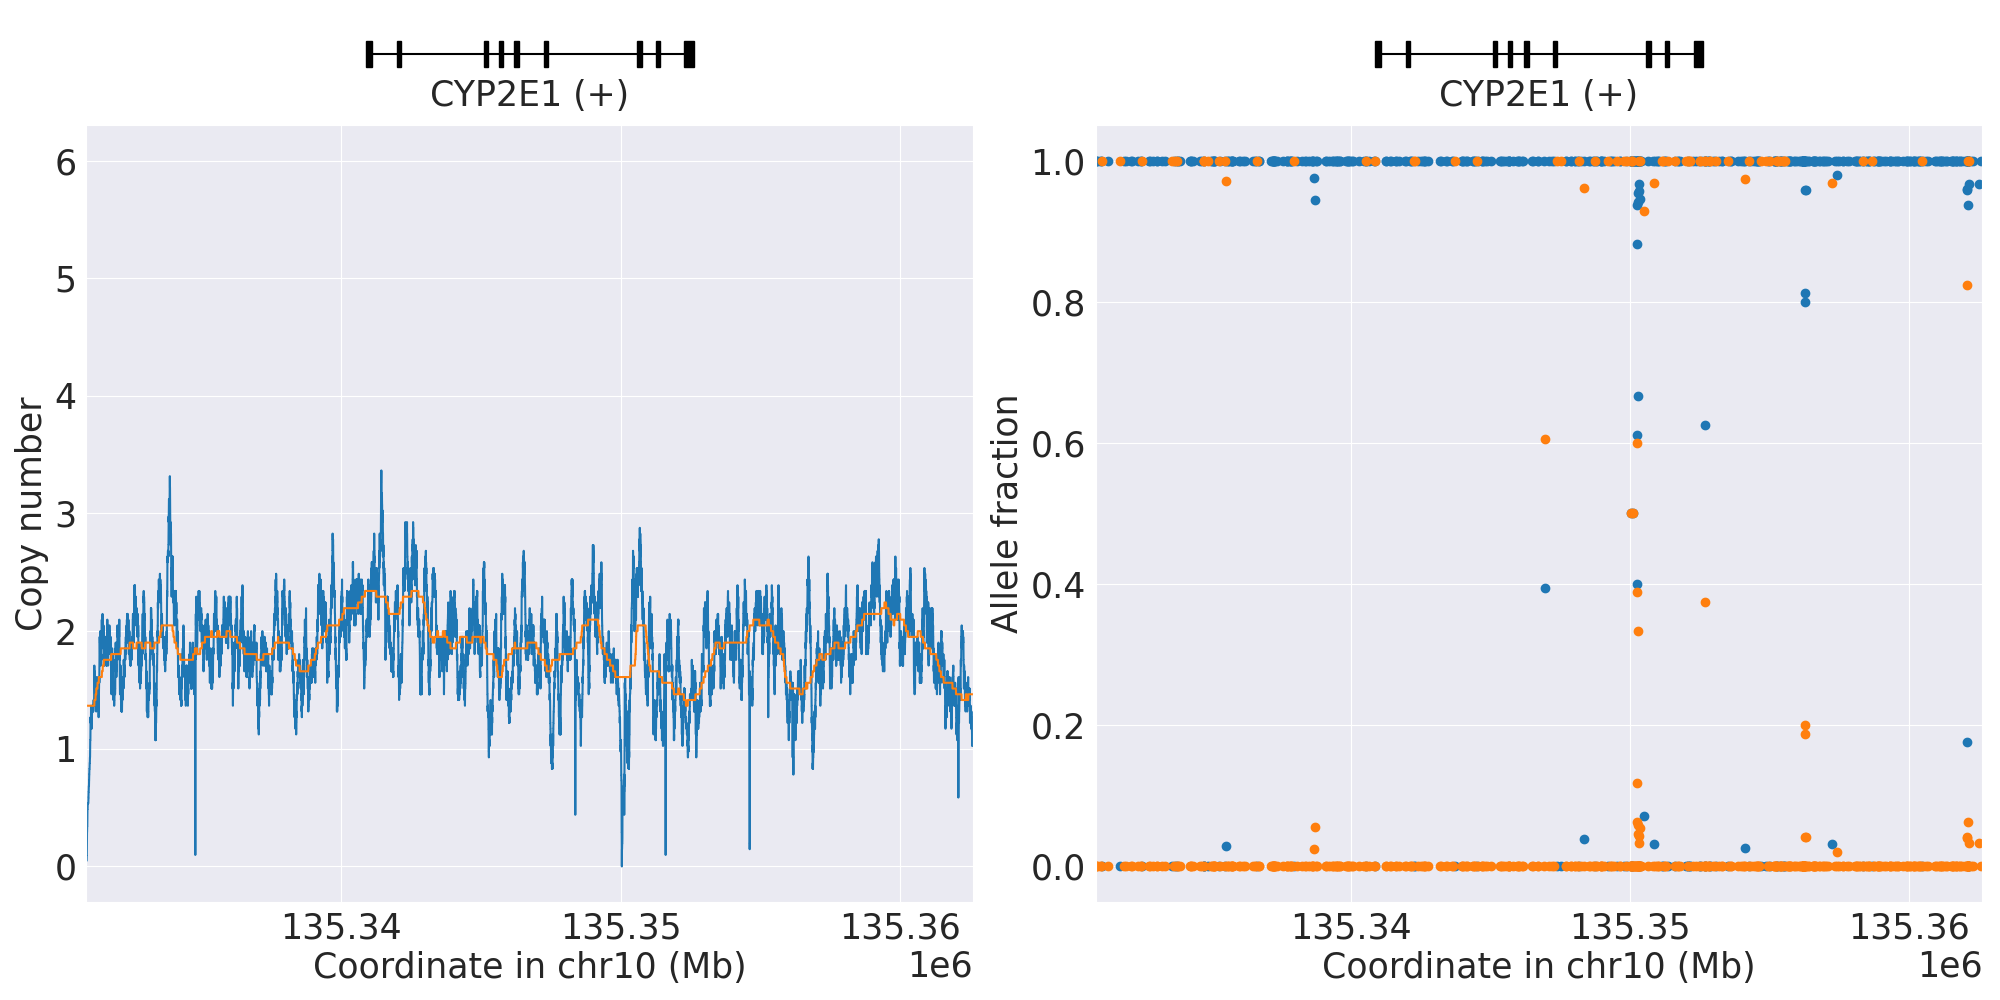 CYP2E1 (+)
CYP2E1 (+)
Copy number
6
5
4
3
2
1
0
135.34 135.35 135.36
Coordinate in chr10 (Mb)
1e6
Allele fraction
1.0
0.8
0.6
0.4
0.2
0.0
135.34 135.35 135.36
Coordinate in chr10 (Mb)
1e6